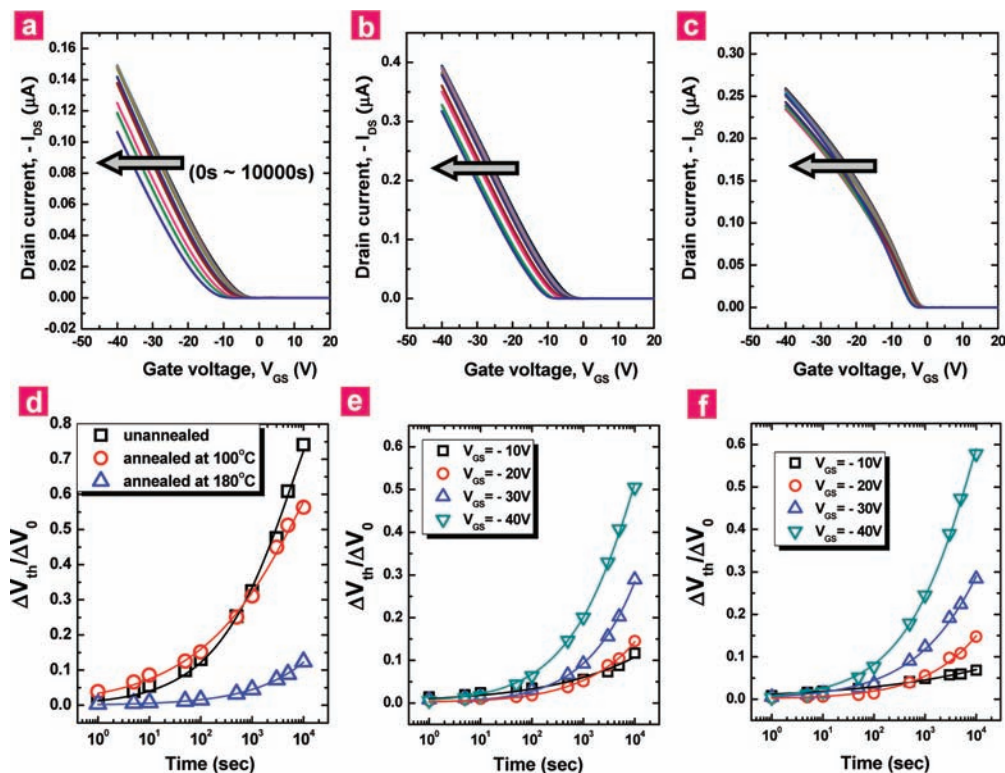 a
0.16
0.14
0.12
0.10
0.08
0.06
0.04
0.02
0.00
-0.02
Drain current, - I_DS (μA)
(0s ~ 10000s)
-50 -40 -30 -20 -10 0 10 20
Gate voltage, V_GS (V)
b
0.4
0.3
0.2
0.1
0.0
Drain current, - I_DS (μA)
-50 -40 -30 -20 -10 0 10 20
Gate voltage, V_GS (V)
c
0.30
0.25
0.20
0.15
0.10
0.05
0.00
Drain current, - I_DS (μA)
-50 -40 -30 -20 -10 0 10 20
Gate voltage, V_GS (V)
d
0.8
0.7
0.6
0.5
0.4
0.3
0.2
0.1
0.0
ΔV_th/ΔV_0
unannealed
annealed at 100°C
annealed at 180°C
10^0 10^1 10^2 10^3 10^4
Time (sec)
e
0.6
0.5
0.4
0.3
0.2
0.1
0.0
ΔV_th/ΔV_0
V_GS= - 10V
V_GS= - 20V
V_GS= - 30V
V_GS= - 40V
10^0 10^1 10^2 10^3 10^4
Time (sec)
f
0.6
0.5
0.4
0.3
0.2
0.1
0.0
ΔV_th/ΔV_0
V_GS= - 10V
V_GS= - 20V
V_GS= - 30V
V_GS= - 40V
10^0 10^1 10^2 10^3 10^4
Time (sec)